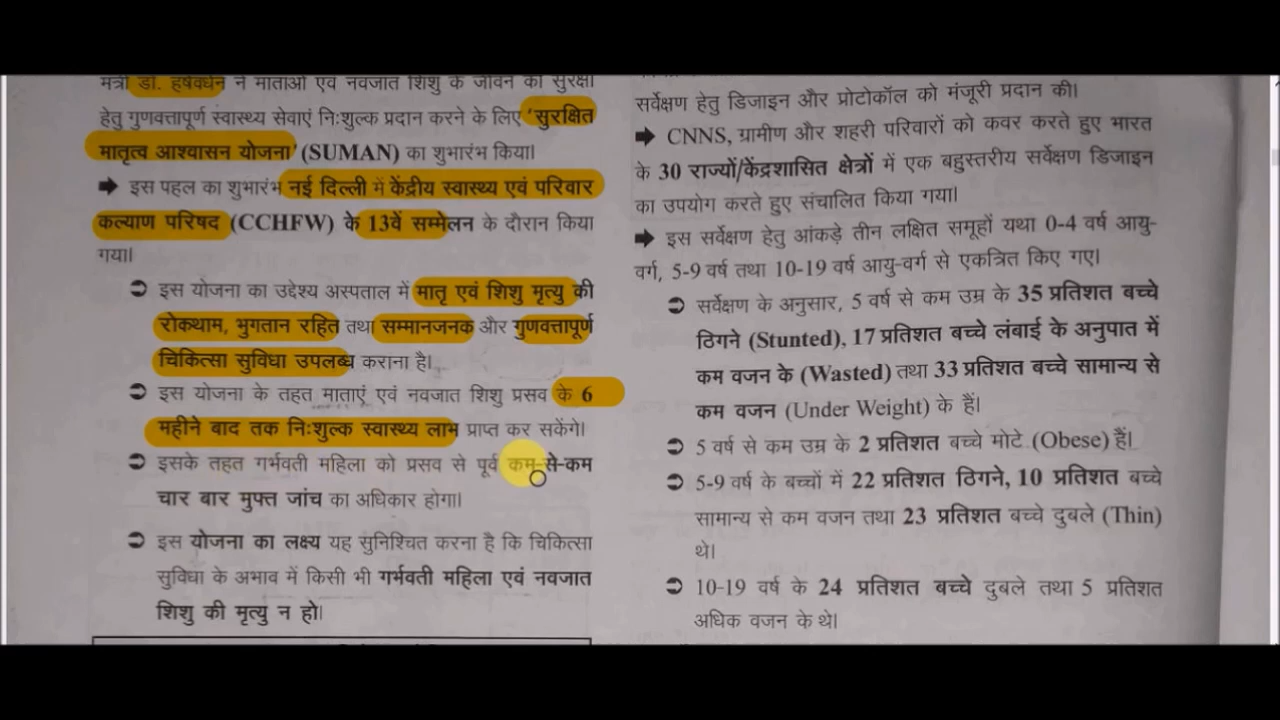 मंत्री डॉ. हर्षवर्धन ने माताओं एवं नवजात शिशु के जीवन की सुरक्षा
हेतु गुणवत्तापूर्ण स्वास्थ्य सेवाएं निःशुल्क प्रदान करने के लिए ‘सुरक्षित
मातृत्व आश्वासन योजना’ (SUMAN) का शुभारंभ किया।
➡ इस पहल का शुभारंभ नई दिल्ली में केंद्रीय स्वास्थ्य एवं परिवार
कल्याण परिषद (CCHFW) के 13वें सम्मेलन के दौरान किया
गया।
➲ इस योजना का उद्देश्य अस्पताल में मातृ एवं शिशु मृत्यु की
रोकथाम, भुगतान रहित तथा सम्मानजनक और गुणवत्तापूर्ण
चिकित्सा सुविधा उपलब्ध कराना है।
➲ इस योजना के तहत माताएं एवं नवजात शिशु प्रसव के 6
महीने बाद तक निःशुल्क स्वास्थ्य लाभ प्राप्त कर सकेंगे।
➲ इसके तहत गर्भवती महिला को प्रसव से पूर्व कम-से-कम
चार बार मुफ्त जांच का अधिकार होगा।
➲ इस योजना का लक्ष्य यह सुनिश्चित करना है कि चिकित्सा
सुविधा के अभाव में किसी भी गर्भवती महिला एवं नवजात
शिशु की मृत्यु न हो।
सर्वेक्षण हेतु डिजाइन और प्रोटोकॉल को मंजूरी प्रदान की।
➡ CNNS, ग्रामीण और शहरी परिवारों को कवर करते हुए भारत
के 30 राज्यों/केंद्रशासित क्षेत्रों में एक बहुस्तरीय सर्वेक्षण डिजाइन
का उपयोग करते हुए संचालित किया गया।
➡ इस सर्वेक्षण हेतु आंकड़े तीन लक्षित समूहों यथा 0-4 वर्ष आयु-
वर्ग, 5-9 वर्ष तथा 10-19 वर्ष आयु-वर्ग से एकत्रित किए गए।
➲ सर्वेक्षण के अनुसार, 5 वर्ष से कम उम्र के 35 प्रतिशत बच्चे
ठिगने (Stunted), 17 प्रतिशत बच्चे लंबाई के अनुपात में
कम वजन के (Wasted) तथा 33 प्रतिशत बच्चे सामान्य से
कम वजन (Under Weight) के हैं।
➲ 5 वर्ष से कम उम्र के 2 प्रतिशत बच्चे मोटे (Obese) हैं।
➲ 5-9 वर्ष के बच्चों में 22 प्रतिशत ठिगने, 10 प्रतिशत बच्चे
सामान्य से कम वजन तथा 23 प्रतिशत बच्चे दुबले (Thin)
थे।
➲ 10-19 वर्ष के 24 प्रतिशत बच्चे दुबले तथा 5 प्रतिशत
अधिक वजन के थे।